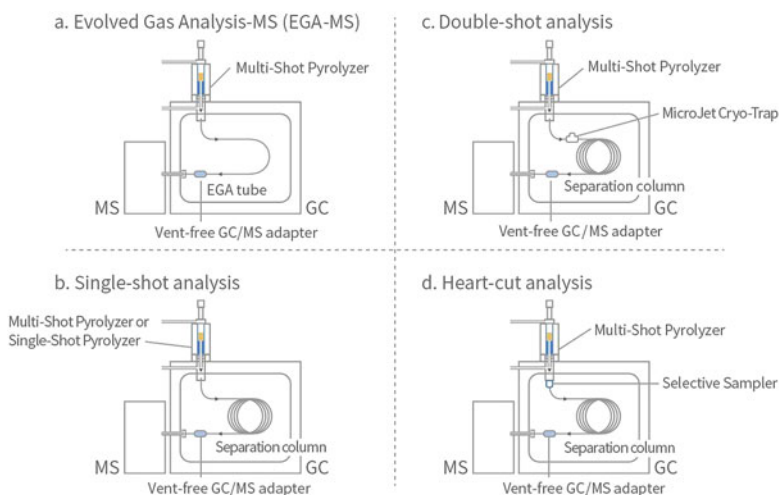 a. Evolved Gas Analysis-MS (EGA-MS)
Multi-Shot Pyrolyzer
EGA tube
MS
GC
Vent-free GC/MS adapter
c. Double-shot analysis
Multi-Shot Pyrolyzer
MicroJet Cryo-Trap
Separation column
MS
GC
Vent-free GC/MS adapter
b. Single-shot analysis
Multi-Shot Pyrolyzer or
Single-Shot Pyrolyzer
Separation column
MS
GC
Vent-free GC/MS adapter
d. Heart-cut analysis
Multi-Shot Pyrolyzer
Selective Sampler
Separation column
MS
GC
Vent-free GC/MS adapter